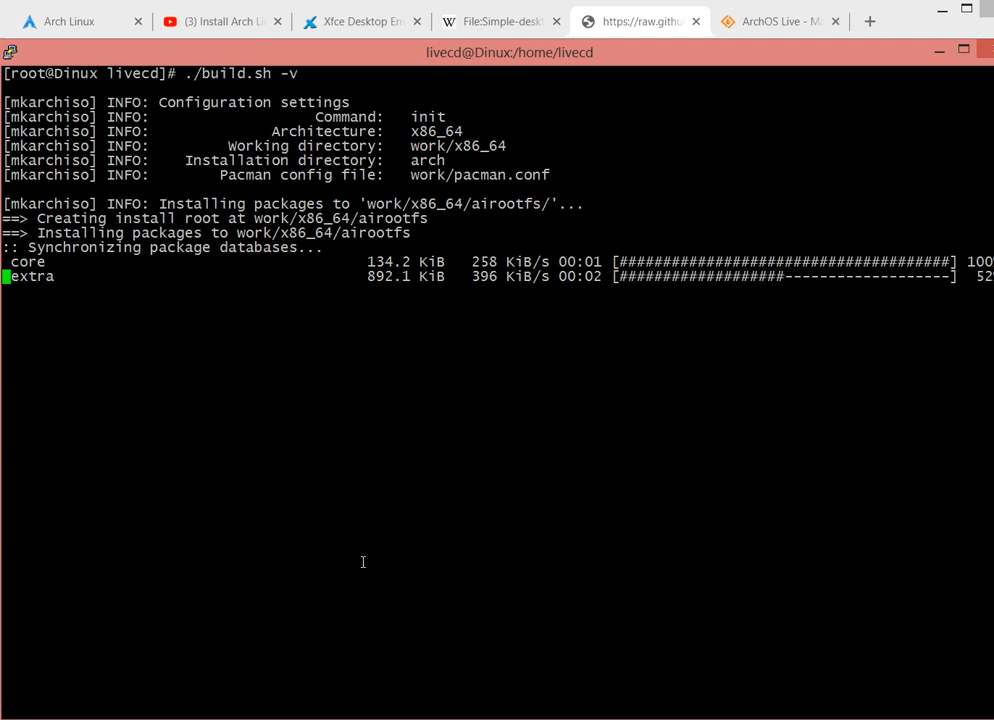 Arch Linux
(3) Install Arch Li
Xfce Desktop En
File:Simple-desk
https://raw.githu
ArchOS Live - M
livecd@Dinux:/home/livecd
[root@Dinux livecd]# ./build.sh -v
[mkarchiso] INFO: Configuration settings
[mkarchiso] INFO: Command: init
[mkarchiso] INFO: Architecture: x86_64
[mkarchiso] INFO: Working directory: work/x86_64
[mkarchiso] INFO: Installation directory: arch
[mkarchiso] INFO: Pacman config file: work/pacman.conf
[mkarchiso] INFO: Installing packages to 'work/x86_64/airootfs/'...
==> Creating install root at work/x86_64/airootfs
==> Installing packages to work/x86_64/airootfs
:: Synchronizing package databases...
core 134.2 KiB 258 KiB/s 00:01 [######################################] 100%
extra 892.1 KiB 396 KiB/s 00:02 [###################-------------------] 52%